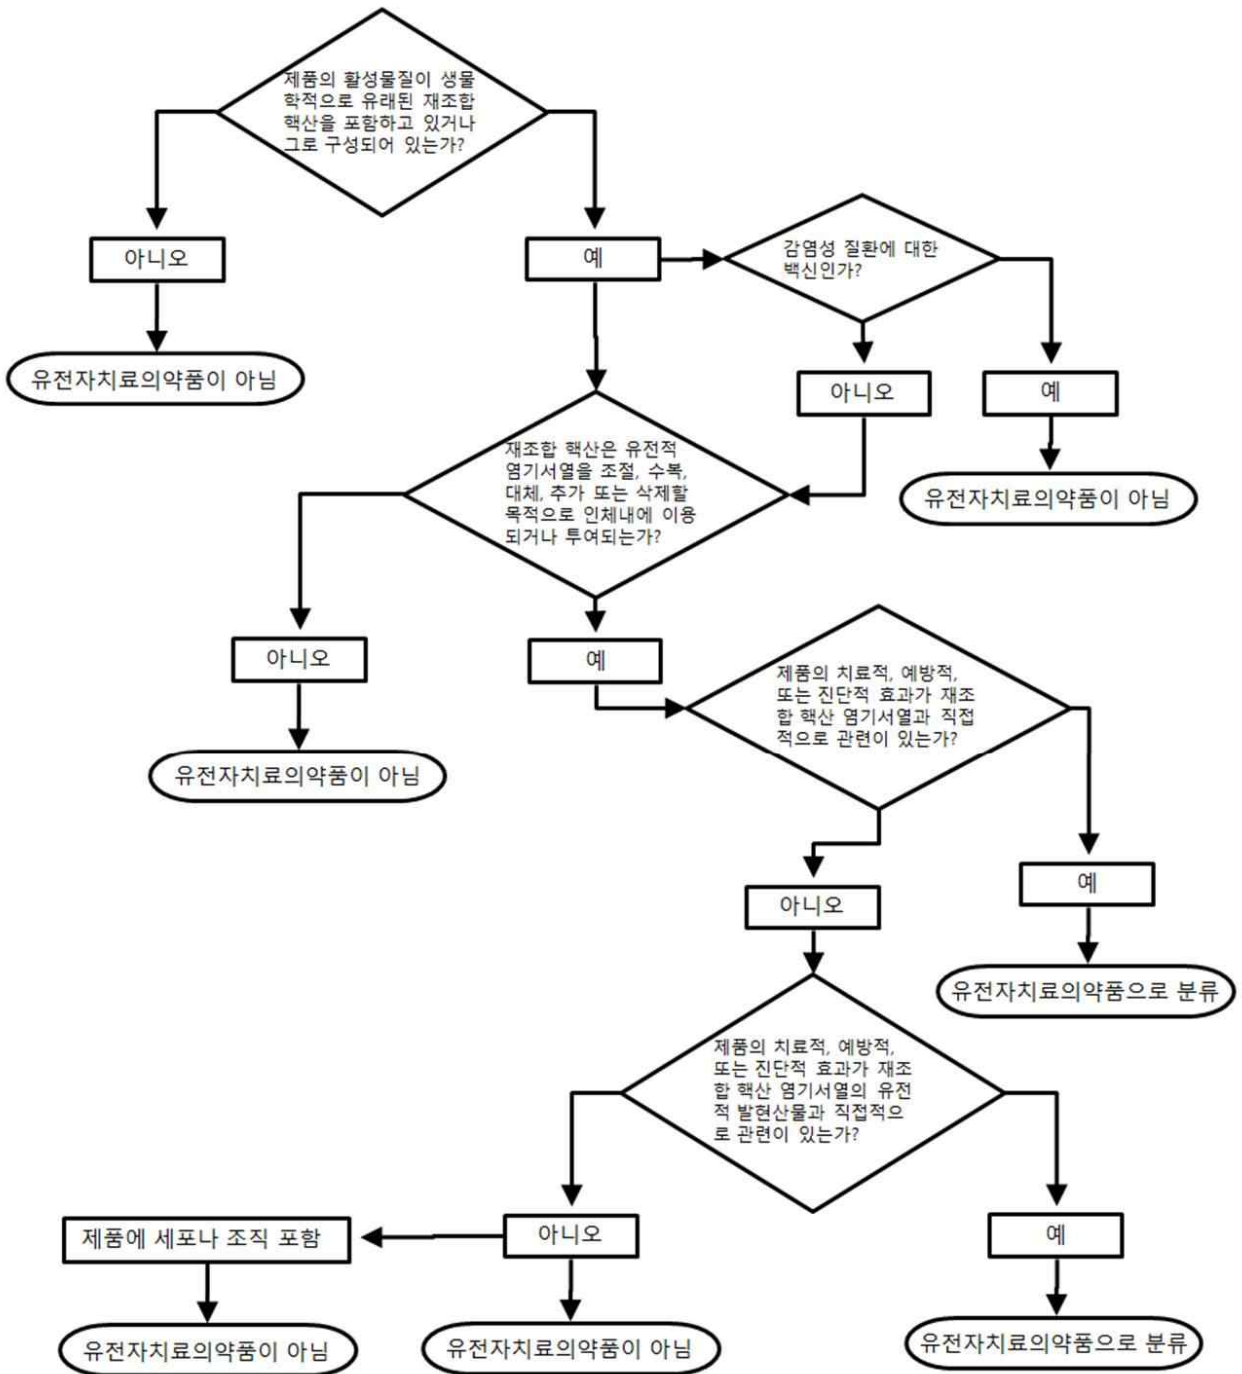 제품의 활성물질이 생물
학적으로 유래된 재조합
핵산을 포함하고 있거나
그로 구성되어 있는가?
아니오
예
감염성 질환에 대한
백신인가?
유전자치료의약품이 아님
아니오
예
재조합 핵산은 유전적
염기서열을 조절, 수복,
대체, 추가 또는 삭제할
목적으로 인체내에 이용
되거나 투여되는가?
유전자치료의약품이 아님
아니오
예
제품의 치료적, 예방적,
또는 진단적 효과가 재조
합 핵산 염기서열과 직접
적으로 관련이 있는가?
유전자치료의약품이 아님
아니오
예
유전자치료의약품으로 분류
제품의 치료적, 예방적,
또는 진단적 효과가 재조
합 핵산 염기서열의 유전
적 발현산물과 직접적으
로 관련이 있는가?
제품에 세포나 조직 포함
아니오
예
유전자치료의약품이 아님
유전자치료의약품이 아님
유전자치료의약품으로 분류